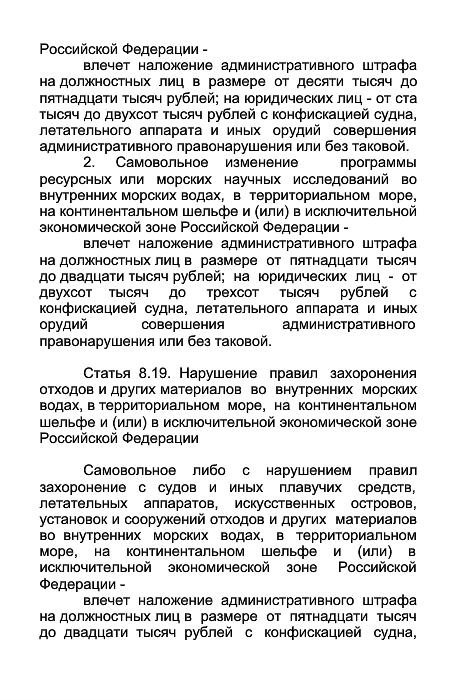 Российской Федерации -
влечет наложение административного штрафа
на должностных лиц в размере от десяти тысяч до
пятнадцати тысяч рублей; на юридических лиц - от ста
тысяч до двухсот тысяч рублей с конфискацией судна,
летательного аппарата и иных орудий совершения
административного правонарушения или без таковой.
2. Самовольное изменение программы
ресурсных или морских научных исследований во
внутренних морских водах, в территориальном море,
на континентальном шельфе и (или) в исключительной
экономической зоне Российской Федерации -
влечет наложение административного штрафа
на должностных лиц в размере от пятнадцати тысяч
до двадцати тысяч рублей; на юридических лиц - от
двухсот тысяч до трехсот тысяч рублей с
конфискацией судна, летательного аппарата и иных
орудий совершения административного
правонарушения или без таковой.
Статья 8.19. Нарушение правил захоронения
отходов и других материалов во внутренних морских
водах, в территориальном море, на континентальном
шельфе и (или) в исключительной экономической зоне
Российской Федерации
Самовольное либо с нарушением правил
захоронение с судов и иных плавучих средств,
летательных аппаратов, искусственных островов,
установок и сооружений отходов и других материалов
во внутренних морских водах, в территориальном
море, на континентальном шельфе и (или) в
исключительной экономической зоне Российской
Федерации -
влечет наложение административного штрафа
на должностных лиц в размере от пятнадцати тысяч
до двадцати тысяч рублей с конфискацией судна,